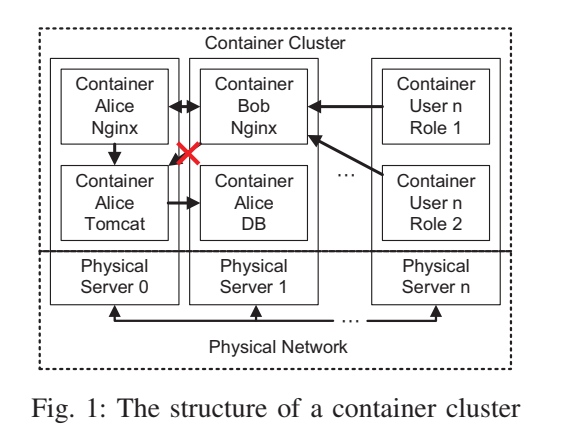 Container Cluster
Container
Alice
Nginx
Container
Bob
Nginx
Container
User n
Role 1
Container
Alice
Tomcat
Container
Alice
DB
...
Container
User n
Role 2
Physical
Server 0
Physical
Server 1
Physical
Server n
...
Physical Network
Fig. 1: The structure of a container cluster